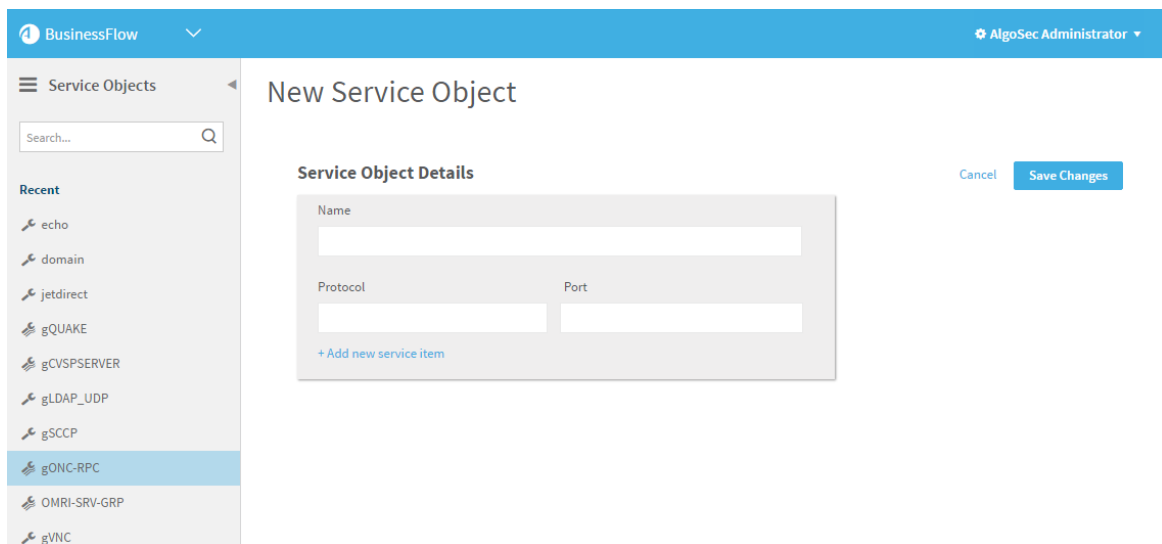 BusinessFlow
AlgoSec Administrator
Service Objects
New Service Object
Search...
Service Object Details
Cancel
Save Changes
Recent
Name
echo
domain
Protocol
Port
jetdirect
gQUAKE
+ Add new service item
gCVSPSERVER
gLDAP_UDP
gSCCP
gONC-RPC
OMRI-SRV-GRP
gVNC